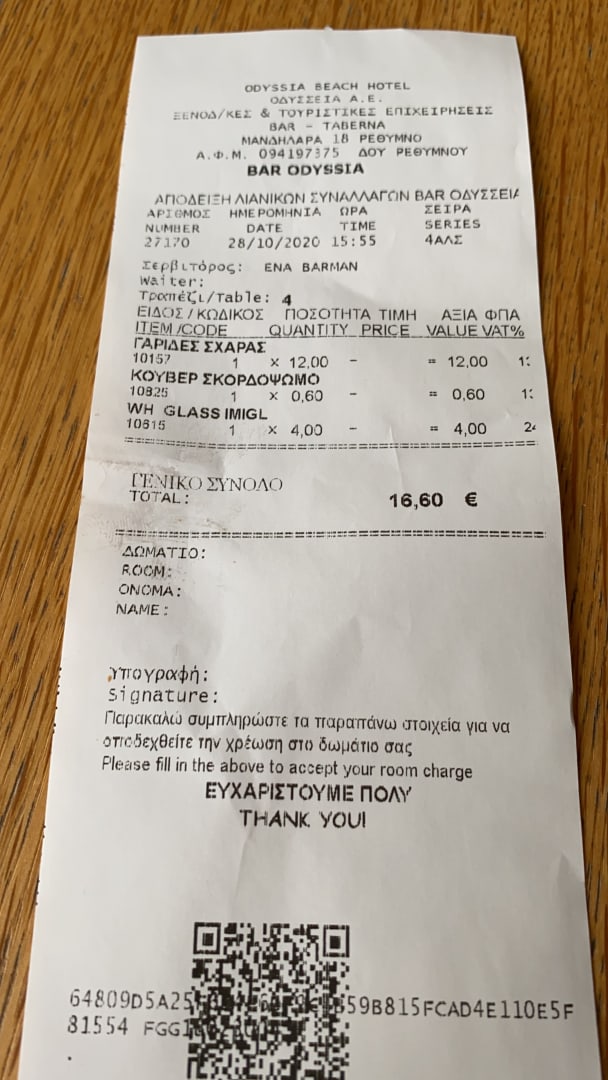 ODYSSIA BEACH HOTEL
ΟΔΥΣΣΕΙΑ Α.Ε.
ΞΕΝΟΔ/ΚΕΣ & ΤΟΥΡΙΣΤΙΚΕΣ ΕΠΙΧΕΙΡΗΣΕΙΣ
BAR - TABERNA
ΜΑΝΔΗΛΑΡΑ 18 ΡΕΘΥΜΝΟ
Α.Φ.Μ. 094197375 ΔΟΥ ΡΕΘΥΜΝΟΥ
BAR ODYSSIA
ΑΠΟΔΕΙΞΗ ΛΙΑΝΙΚΩΝ ΣΥΝΑΛΛΑΓΩΝ BAR ΟΔΥΣΣΕΙΑ
ΑΡΙΘΜΟΣ ΗΜΕΡΟΜΗΝΙΑ ΩΡΑ ΣΕΙΡΑ
NUMBER DATE TIME SERIES
27170 28/10/2020 15:55 4ΑΛΣ
Σερβιτόρος: ENA BARMAN
Waiter:
Τραπέζι/Table: 4
ΕΙΔΟΣ/ΚΩΔΙΚΟΣ ΠΟΣΟΤΗΤΑ ΤΙΜΗ ΑΞΙΑ ΦΠΑ
ITEM/CODE QUANTITY PRICE VALUE VAT%
ΓΑΡΙΔΕΣ ΣΧΑΡΑΣ
10157 1 x 12,00 - = 12,00
ΚΟΥΒΕΡ ΣΚΟΡΔΟΨΩΜΟ
10825 1 x 0,60 - = 0,60
WH GLASS IMIGL
10615 1 x 4,00 - = 4,00
ΓΕΝΙΚΟ ΣΥΝΟΛΟ
TOTAL: 16,60 €
ΔΩΜΑΤΙΟ:
ROOM:
ΟΝΟΜΑ:
NAME:
Υπογραφή:
Signature:
Παρακαλώ συμπληρώστε τα παραπάνω στοιχεία για να
αποδεχθείτε την χρέωση στο δωμάτιο σας
Please fill in the above to accept your room charge
ΕΥΧΑΡΙΣΤΟΥΜΕ ΠΟΛΥ
THANK YOU!
81554